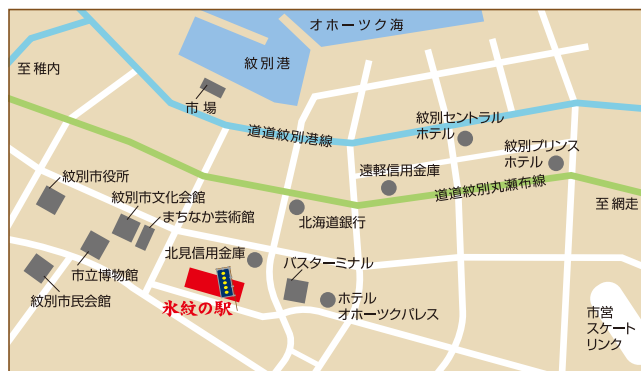 オホーツク海
至稚内
紋別港
市場
道道紋別港線
紋別セントラル
ホテル
紋別プリンス
ホテル
遠軽信用金庫
道道紋別丸瀬布線
至網走
紋別市役所
紋別市文化会館
まちなか芸術館
北海道銀行
北見信用金庫
バスターミナル
市立博物館
紋別市民会館
氷紋の駅
ホテル
オホーツクパレス
市営
スケート
リンク